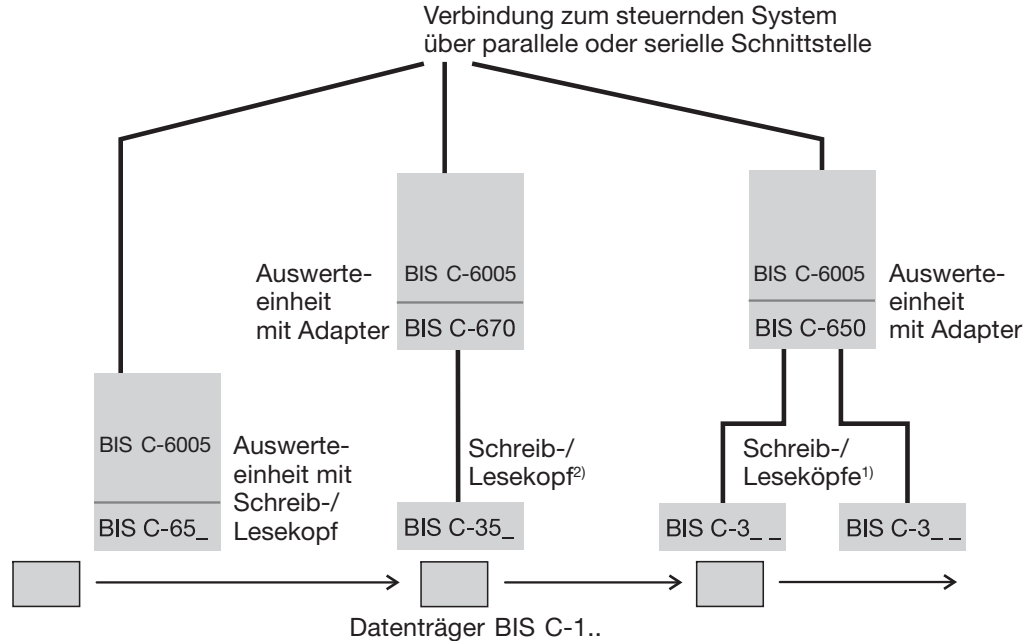 Verbindung zum steuernden System
über parallele oder serielle Schnittstelle
BIS C-6005
Auswerte-
einheit mit
Schreib-/
Lesekopf
BIS C-65_
Auswerte-
einheit
mit Adapter
BIS C-6005
BIS C-670
Schreib-/
Lesekopf2)
BIS C-35_
BIS C-6005
BIS C-650
Auswerte-
einheit
mit Adapter
Schreib-/
Leseköpfe1)
BIS C-3_ _
BIS C-3_ _
Datenträger BIS C-1..